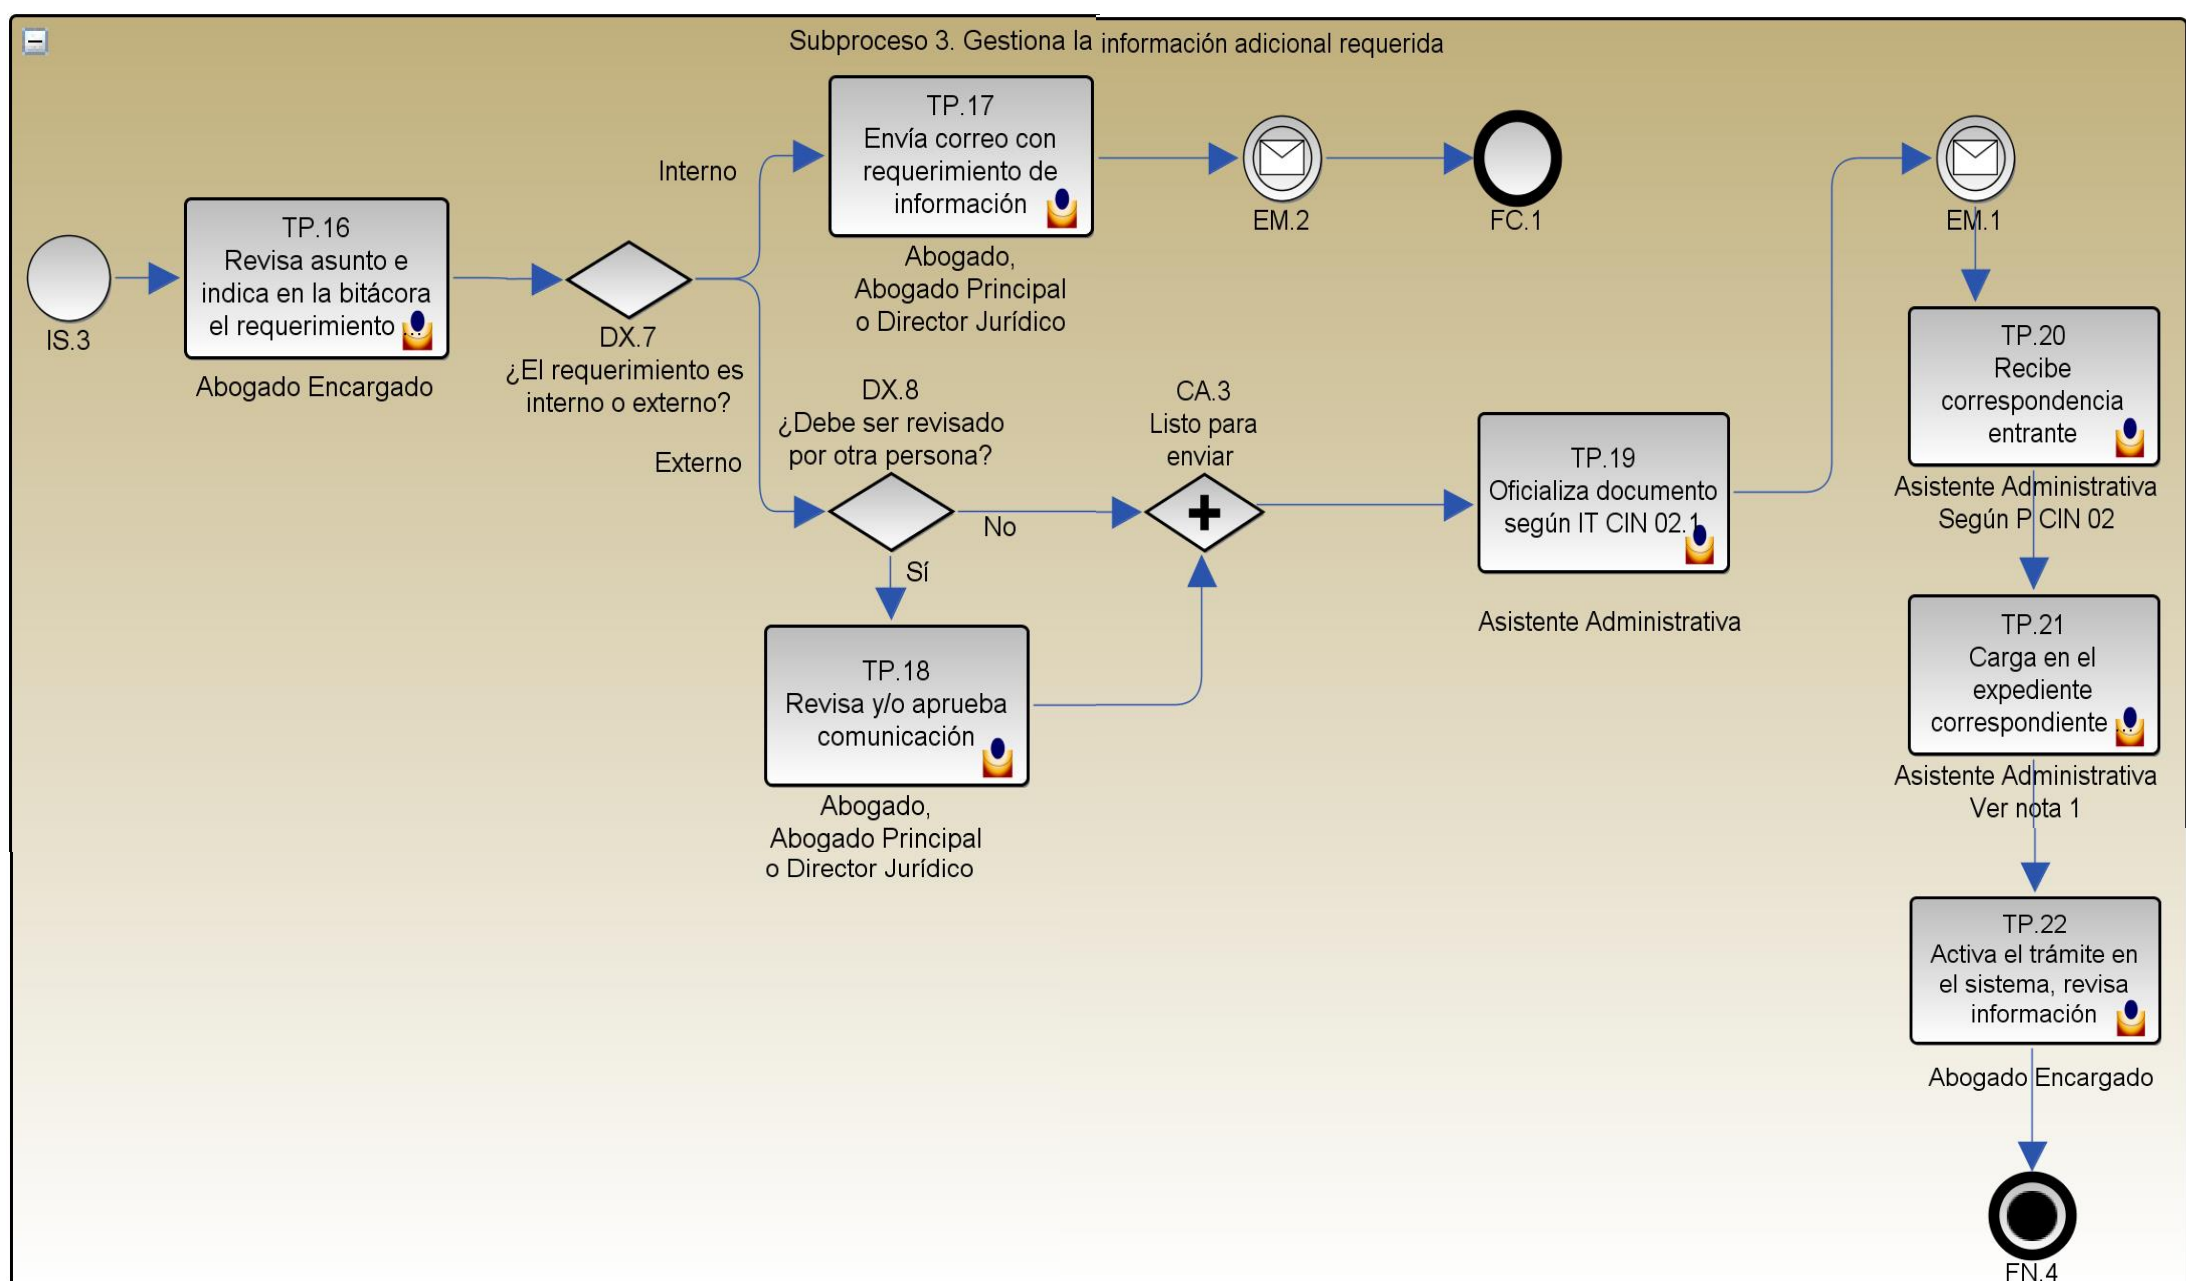 Subproceso 3. Gestiona la información adicional requerida
IS.3
TP.16
Revisa asunto e
indica en la bitácora
el requerimiento ...
Abogado Encargado
DX.7
¿El requerimiento es
interno o externo?
Interno
Externo
TP.17
Envía correo con
requerimiento de
información
Abogado,
Abogado Principal
o Director Jurídico
EM.2
FC.1
DX.8
¿Debe ser revisado
por otra persona?
No
Sí
TP.18
Revisa y/o aprueba
comunicación
Abogado,
Abogado Principal
o Director Jurídico
CA.3
Listo para
enviar
TP.19
Oficializa documento
según IT CIN 02.1
Asistente Administrativa
EM.1
TP.20
Recibe
correspondencia
entrante
Asistente Administrativa
Según P CIN 02
TP.21
Carga en el
expediente
correspondiente ...
Asistente Administrativa
Ver nota 1
TP.22
Activa el trámite en
el sistema, revisa
información
Abogado Encargado
FN.4